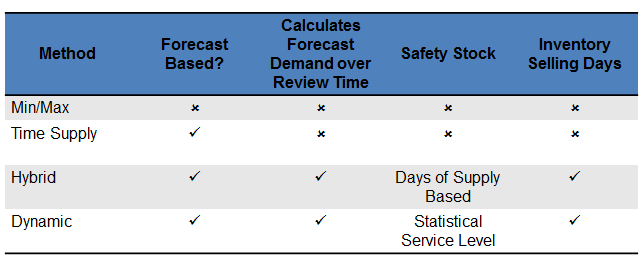 Method Forecast Based? Calculates Forecast Demand over Review Time Safety Stock Inventory Selling Days
Min/Max × × × ×
Time Supply ✓ × × ×
Hybrid ✓ ✓ Days of Supply Based ✓
Dynamic ✓ ✓ Statistical Service Level ✓